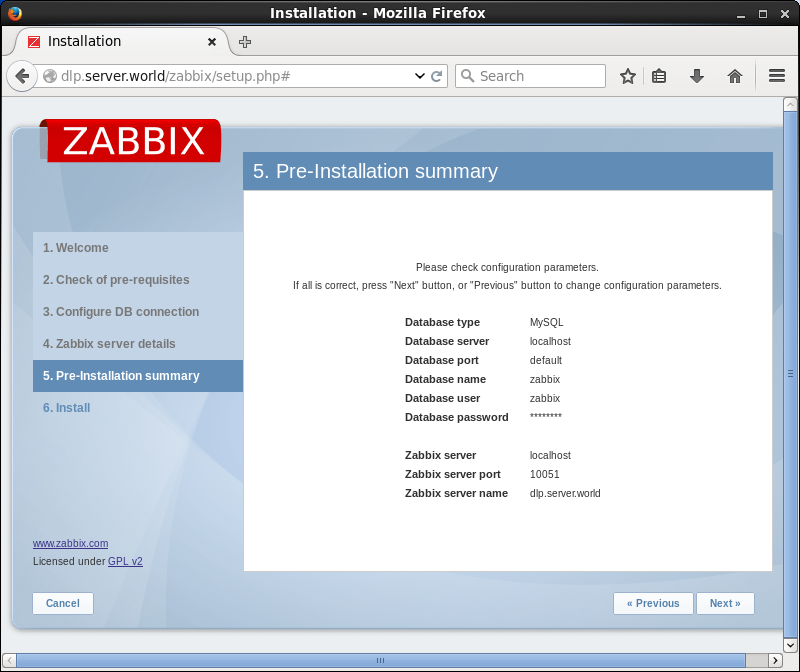 Installation - Mozilla Firefox
Installation
dlp.server.world/zabbix/setup.php#
Search
ZABBIX
5. Pre-Installation summary
1. Welcome
2. Check of pre-requisites
3. Configure DB connection
4. Zabbix server details
5. Pre-Installation summary
6. Install
Please check configuration parameters.
If all is correct, press "Next" button, or "Previous" button to change configuration parameters.
Database type MySQL
Database server localhost
Database port default
Database name zabbix
Database user zabbix
Database password ********
Zabbix server localhost
Zabbix server port 10051
Zabbix server name dlp.server.world
www.zabbix.com
Licensed under GPL v2
Cancel
« Previous
Next »